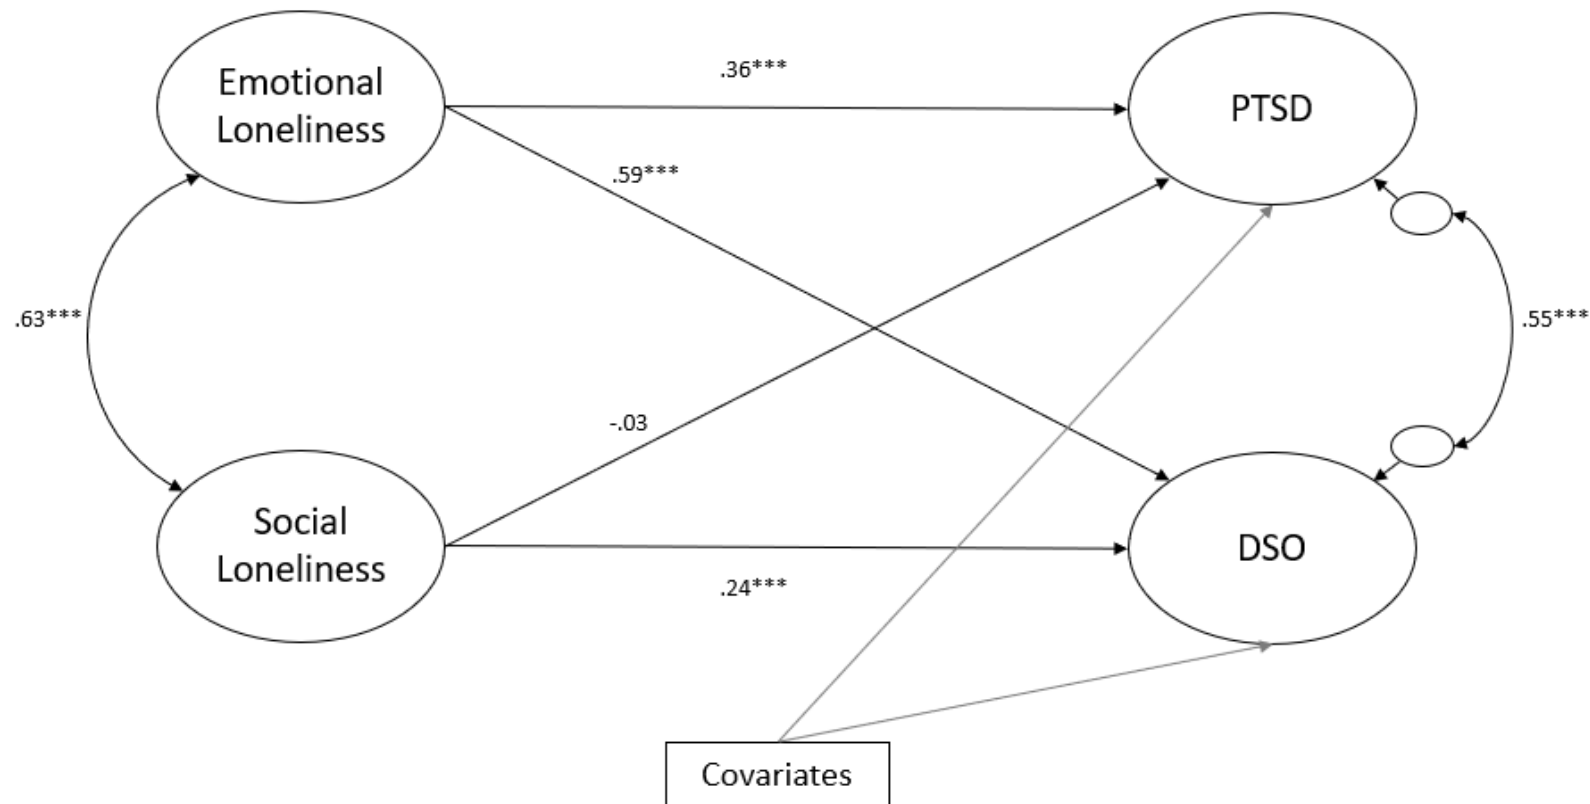 Emotional
Loneliness
.36***
PTSD
.59***
.63***
.55***
-.03
Social
Loneliness
.24***
DSO
Covariates